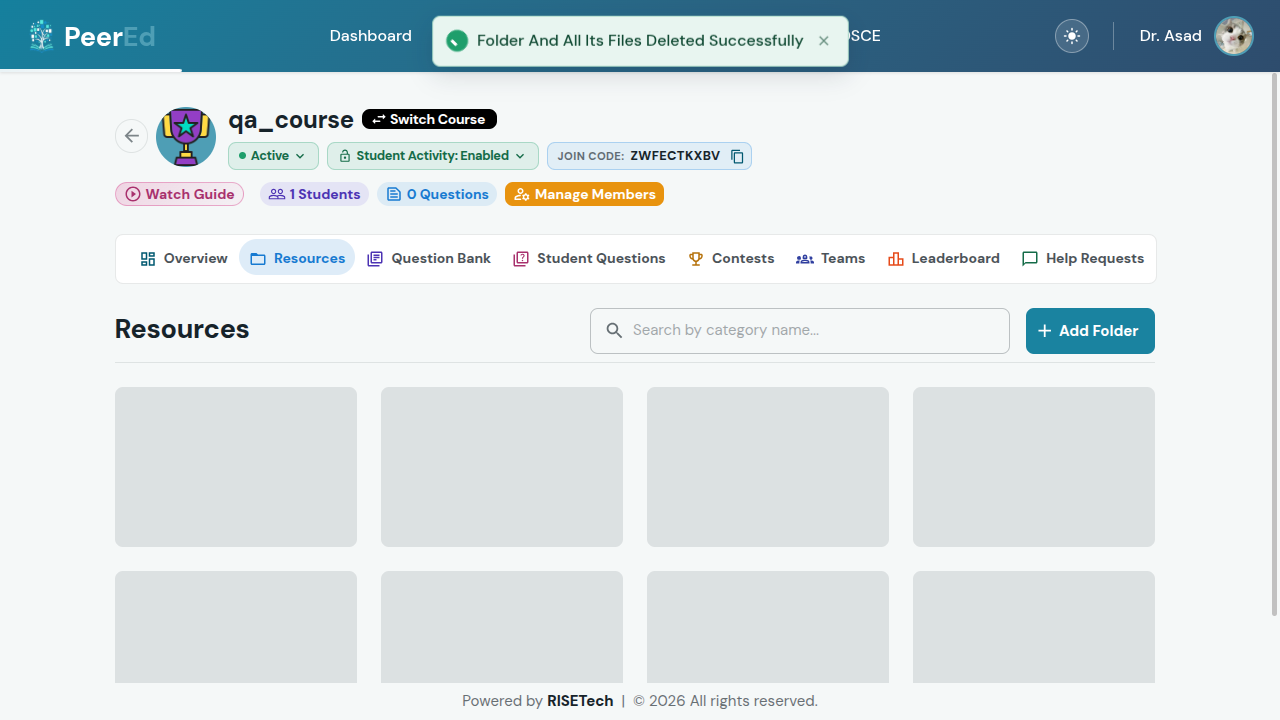 PeerEd
Dashboard
Folder And All Its Files Deleted Successfully
OSCE
Dr. Asad
qa_course
Switch Course
Active
Student Activity: Enabled
JOIN CODE: ZWFECTKXBV
Watch Guide
1 Students
0 Questions
Manage Members
Overview
Resources
Question Bank
Student Questions
Contests
Teams
Leaderboard
Help Requests
Resources
Search by category name...
Add Folder
Powered by RISETech | © 2026 All rights reserved.